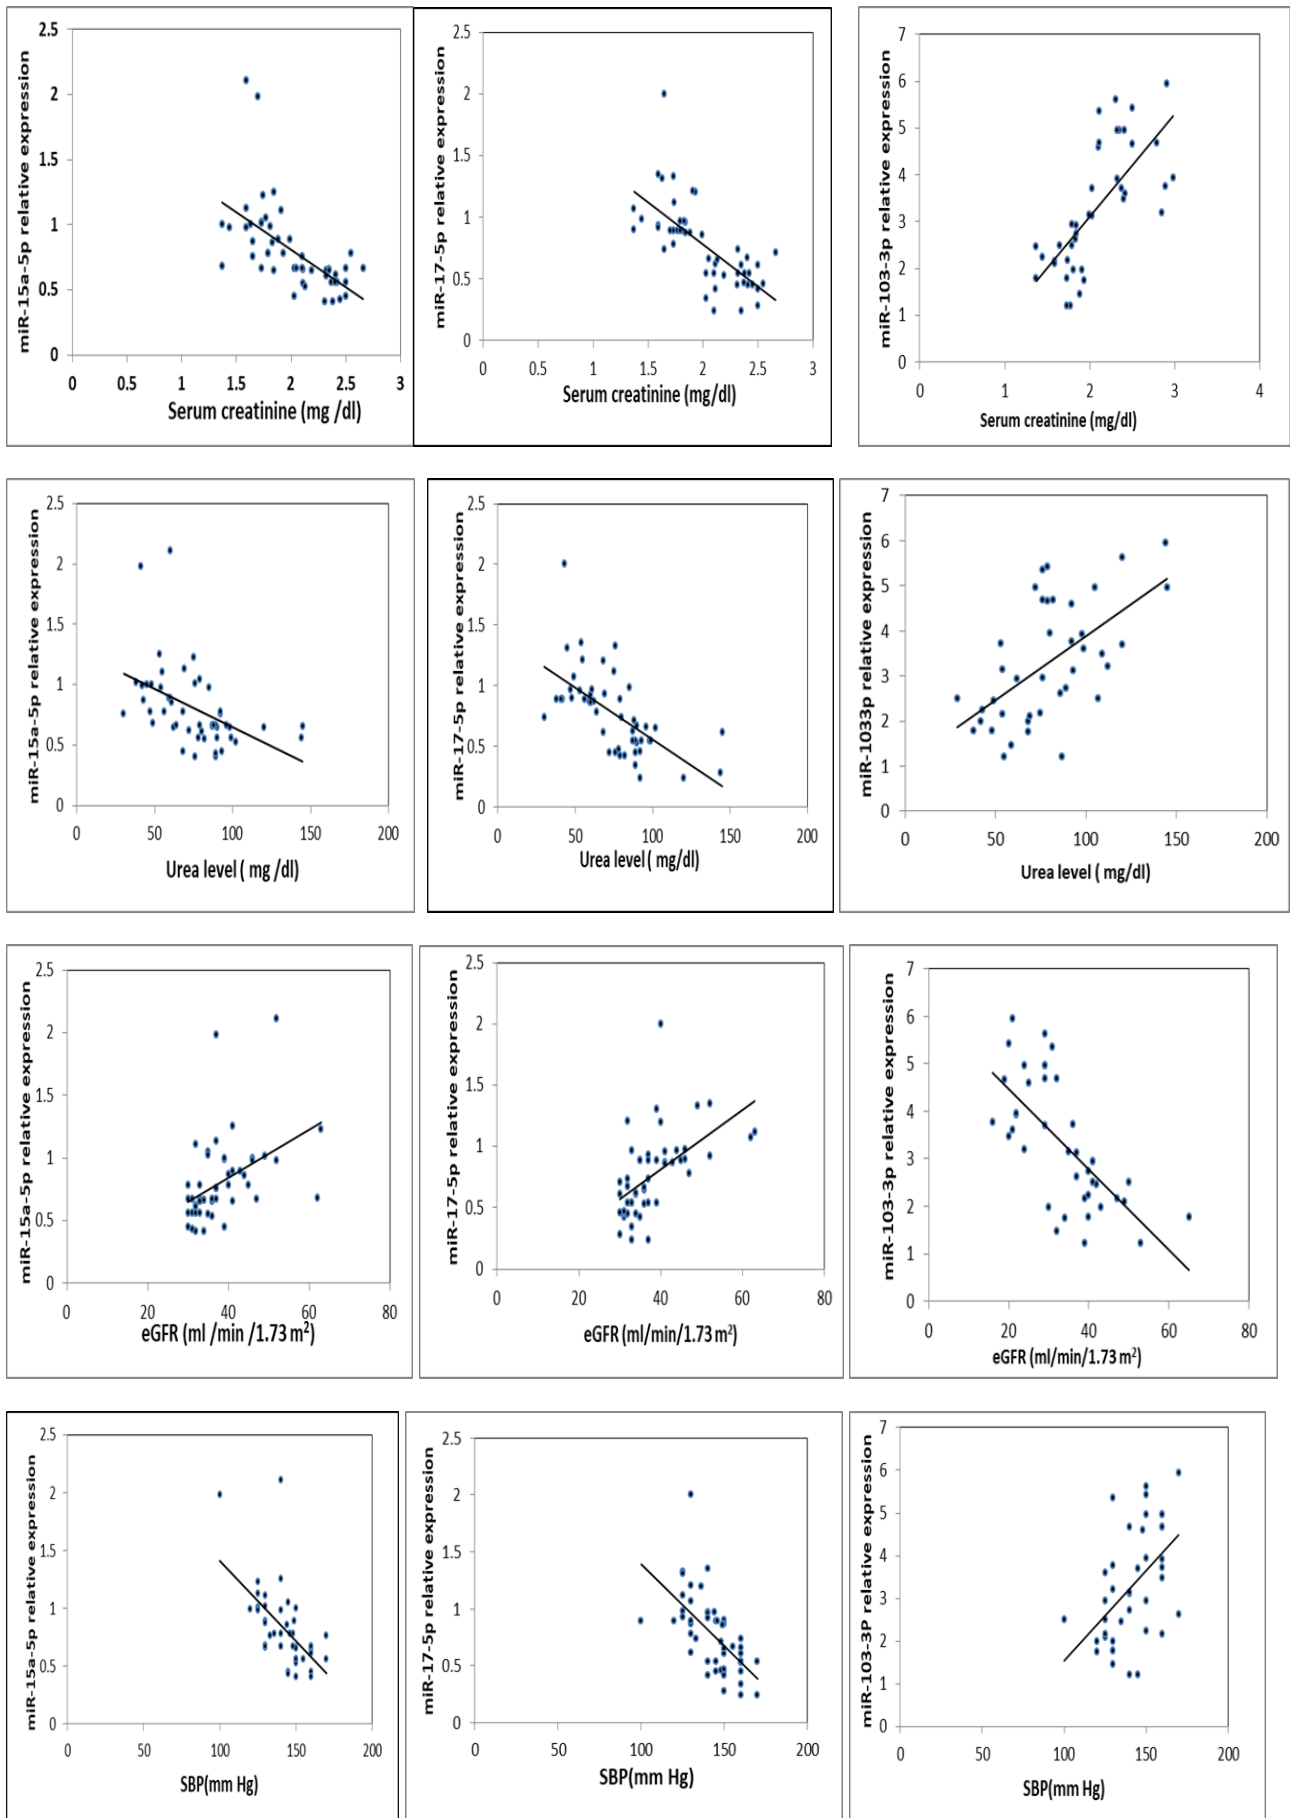 miR-15a-5p relative expression
2.5
2
1.5
1
0.5
0
0 0.5 1 1.5 2 2.5 3
Serum creatinine (mg /dl)
miR-17-5p relative expression
2.5
2
1.5
1
0.5
0
0 0.5 1 1.5 2 2.5 3
Serum creatinine (mg/dl)
miR-103-3p relative expression
7
6
5
4
3
2
1
0
0 1 2 3 4
Serum creatinine (mg/dl)
miR-15a-5p relative expression
2.5
2
1.5
1
0.5
0
0 50 100 150 200
Urea level ( mg /dl)
miR-17-5p relative expression
2.5
2
1.5
1
0.5
0
0 50 100 150 200
Urea level ( mg/dl)
miR-1033p relative expression
7
6
5
4
3
2
1
0
0 50 100 150 200
Urea level ( mg/dl)
miR-15a-5p relative expression
2.5
2
1.5
1
0.5
0
0 20 40 60 80
eGFR (ml /min /1.73 m²)
miR-17-5p relative expression
2.5
2
1.5
1
0.5
0
0 20 40 60 80
eGFR (ml/min/1.73 m²)
miR-103-3p relative expression
7
6
5
4
3
2
1
0
0 20 40 60 80
eGFR (ml/min/1.73 m²)
miR-15a-5p relative expression
2.5
2
1.5
1
0.5
0
0 50 100 150 200
SBP(mm Hg)
miR-17-5p relative expression
2.5
2
1.5
1
0.5
0
0 50 100 150 200
SBP(mm Hg)
miR-103-3P relative expression
7
6
5
4
3
2
1
0
0 50 100 150 200
SBP(mm Hg)